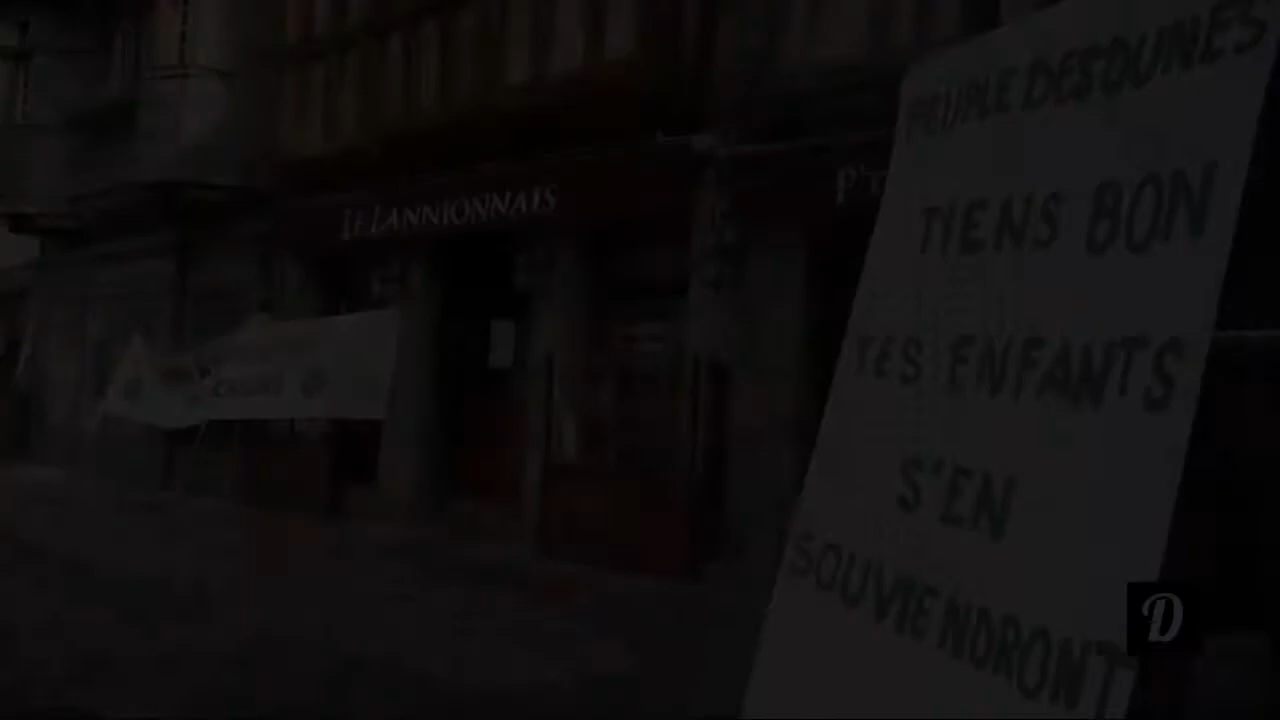 PEUPLE DES DUNES
TIENS BON
TES ENFANTS
S'EN
SOUVIENDRONT
LE LANNIONNAIS
P'T
D